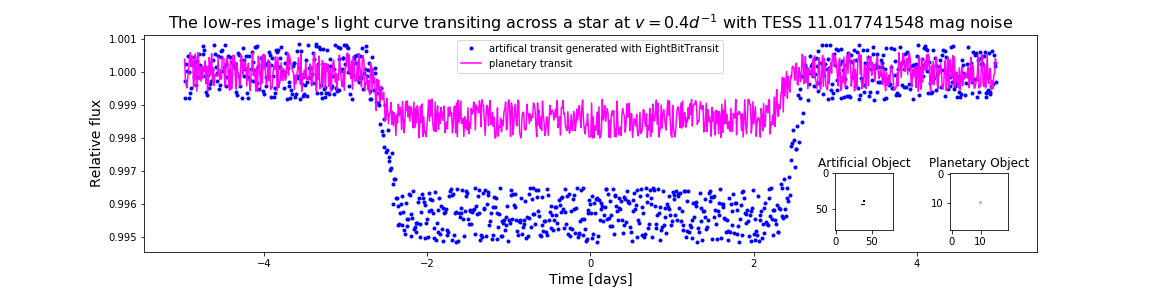 The low-res image's light curve transiting across a star at v = 0.4d⁻¹ with TESS 11.017741548 mag noise
artifical transit generated with EightBitTransit
planetary transit
Relative flux
1.001
1.000
0.999
0.998
0.997
0.996
0.995
Artificial Object
0
50
0 50
Planetary Object
0
10
0 10
−4 −2 0 2 4
Time [days]